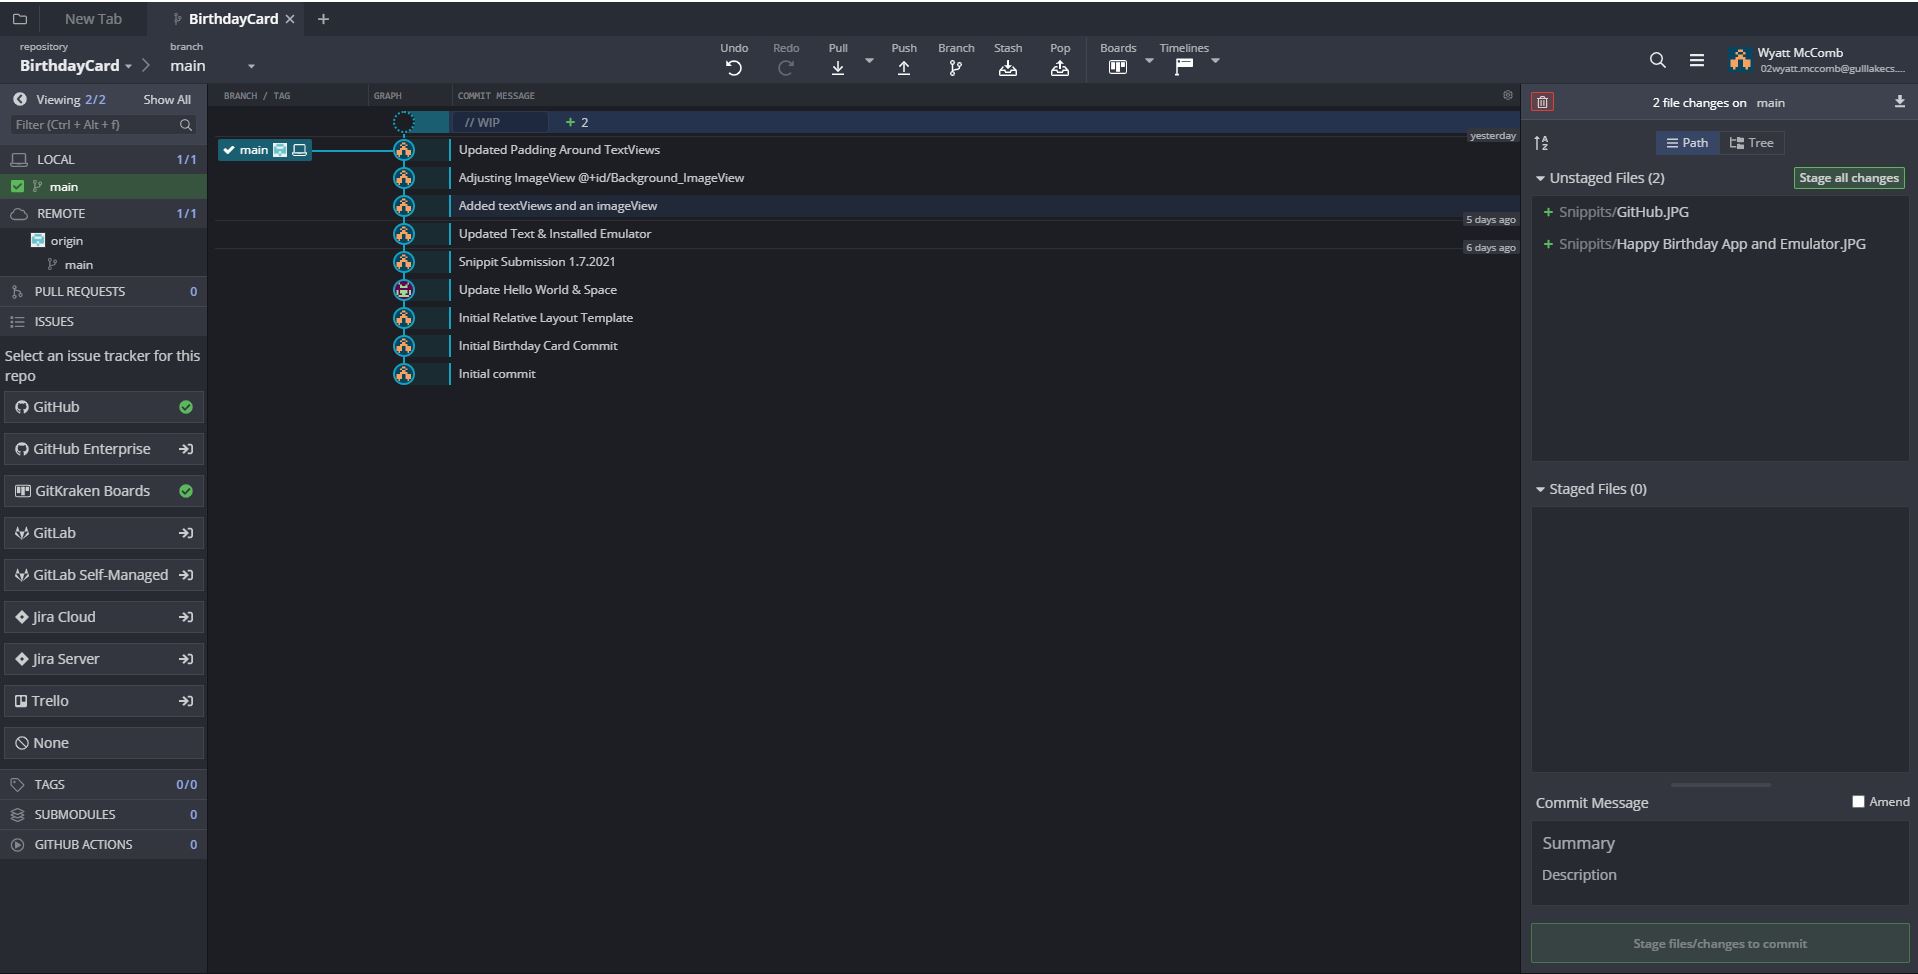 New Tab
BirthdayCard
repository
BirthdayCard
branch
main
Undo
Redo
Pull
Push
Branch
Stash
Pop
Boards
Timelines
Wyatt McComb
02wyatt.mccomb@gulllakecs....
Viewing 2/2
Show All
Filter (Ctrl + Alt + f)
LOCAL 1/1
main
REMOTE 1/1
origin
main
PULL REQUESTS 0
ISSUES
Select an issue tracker for this
repo
GitHub
GitHub Enterprise
GitKraken Boards
GitLab
GitLab Self-Managed
Jira Cloud
Jira Server
Trello
None
TAGS 0/0
SUBMODULES 0
GITHUB ACTIONS 0
BRANCH / TAG
GRAPH
COMMIT MESSAGE
// WIP
+ 2
yesterday
main
Updated Padding Around TextViews
Adjusting ImageView @+id/Background_ImageView
Added textViews and an imageView
5 days ago
Updated Text & Installed Emulator
6 days ago
Snippit Submission 1.7.2021
Update Hello World & Space
Initial Relative Layout Template
Initial Birthday Card Commit
Initial commit
2 file changes on main
Path
Tree
Unstaged Files (2)
Stage all changes
+ Snippits/GitHub.JPG
+ Snippits/Happy Birthday App and Emulator.JPG
Staged Files (0)
Commit Message
Amend
Summary
Description
Stage files/changes to commit